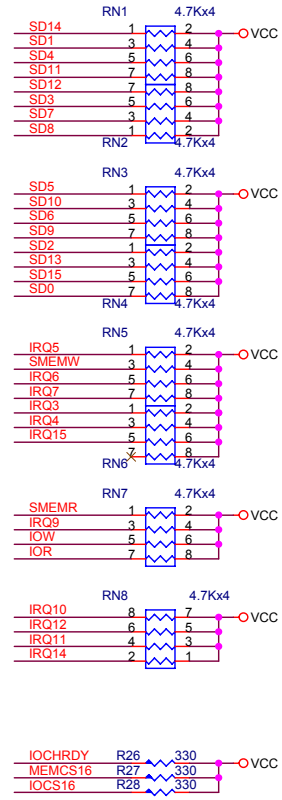 RN1 4.7Kx4
SD14 1 2 VCC
SD1 3 4
SD4 5 6
SD11 7 8
SD12 7 8
SD3 5 6
SD7 3 4
SD8 1 2
RN2 4.7Kx4
RN3 4.7Kx4
SD5 1 2 VCC
SD10 3 4
SD6 5 6
SD9 7 8
SD2 1 2
SD13 3 4
SD15 5 6
SD0 7 8
RN4 4.7Kx4
RN5 4.7Kx4
IRQ5 1 2 VCC
SMEMW 3 4
IRQ6 5 6
IRQ7 7 8
IRQ3 1 2
IRQ4 3 4
IRQ15 5 6
7 8
RN6 4.7Kx4
RN7 4.7Kx4
SMEMR 1 2 VCC
IRQ9 3 4
IOW 5 6
IOR 7 8
RN8 4.7Kx4
IRQ10 8 7 VCC
IRQ12 6 5
IRQ11 4 3
IRQ14 2 1
IOCHRDY R26 330 VCC
MEMCS16 R27 330
IOCS16 R28 330